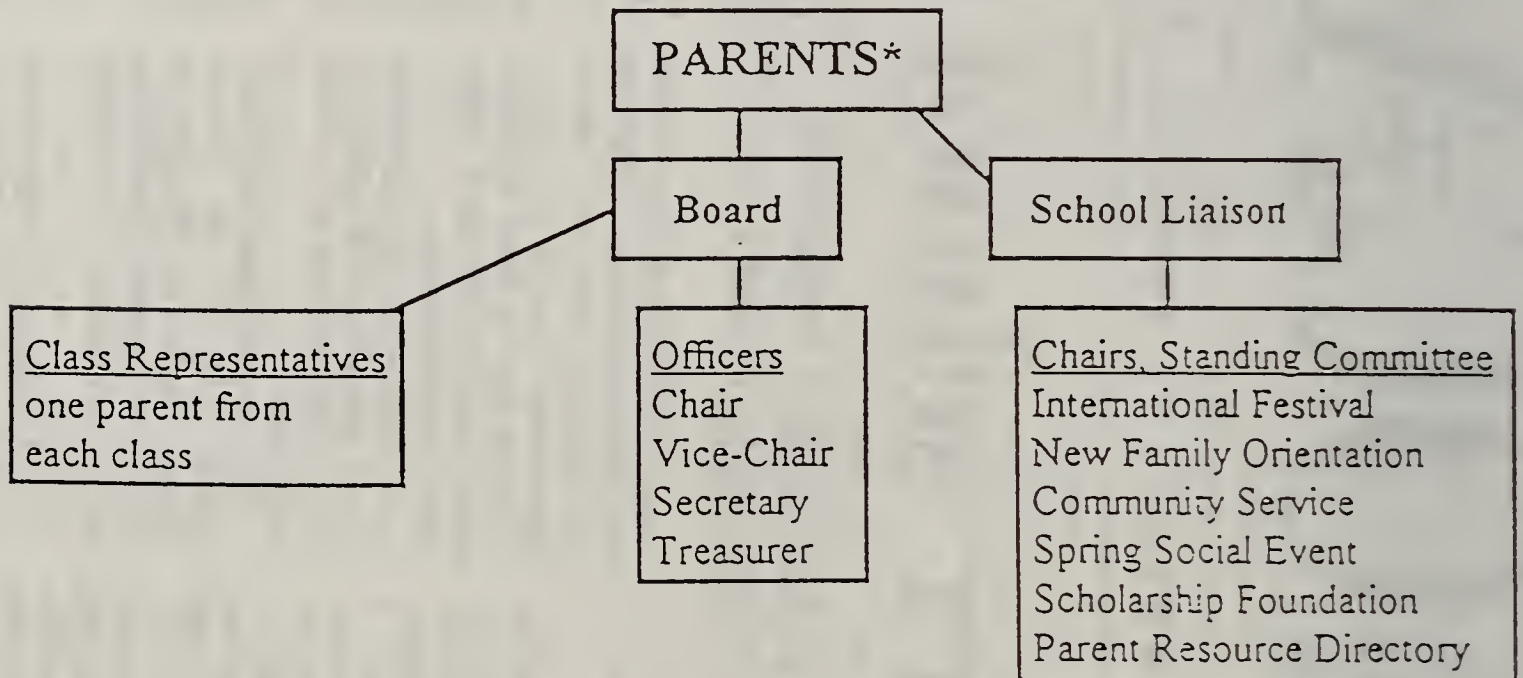 PARENTS*
Board
School Liaison
Class Representatives
one parent from
each class
Officers
Chair
Vice-Chair
Secretary
Treasurer
Chairs, Standing Committee
International Festival
New Family Orientation
Community Service
Spring Social Event
Scholarship Foundation
Parent Resource Directory